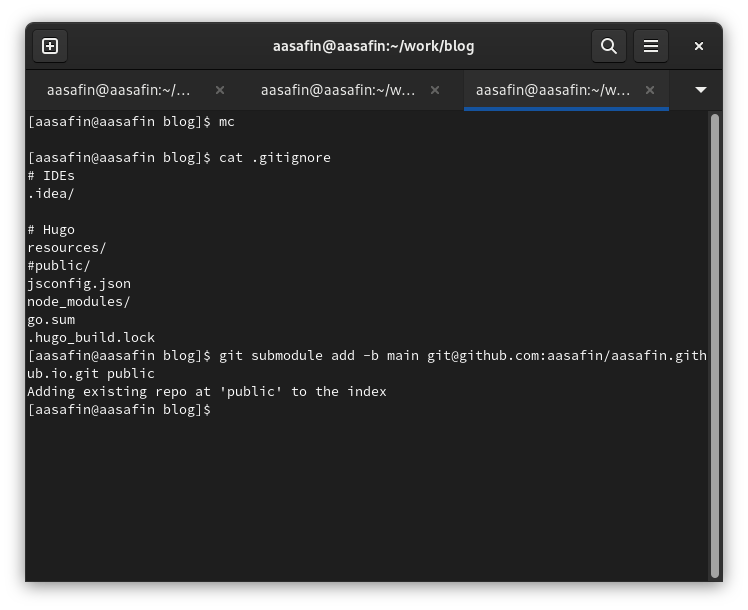 aasafin@aasafin:~/work/blog
aasafin@aasafin:~/... aasafin@aasafin:~/w... aasafin@aasafin:~/w...
[aasafin@aasafin blog]$ mc
[aasafin@aasafin blog]$ cat .gitignore
# IDEs
.idea/
# Hugo
resources/
#public/
jsconfig.json
node_modules/
go.sum
.hugo_build.lock
[aasafin@aasafin blog]$ git submodule add -b main git@github.com:aasafin/aasafin.gith
ub.io.git public
Adding existing repo at 'public' to the index
[aasafin@aasafin blog]$